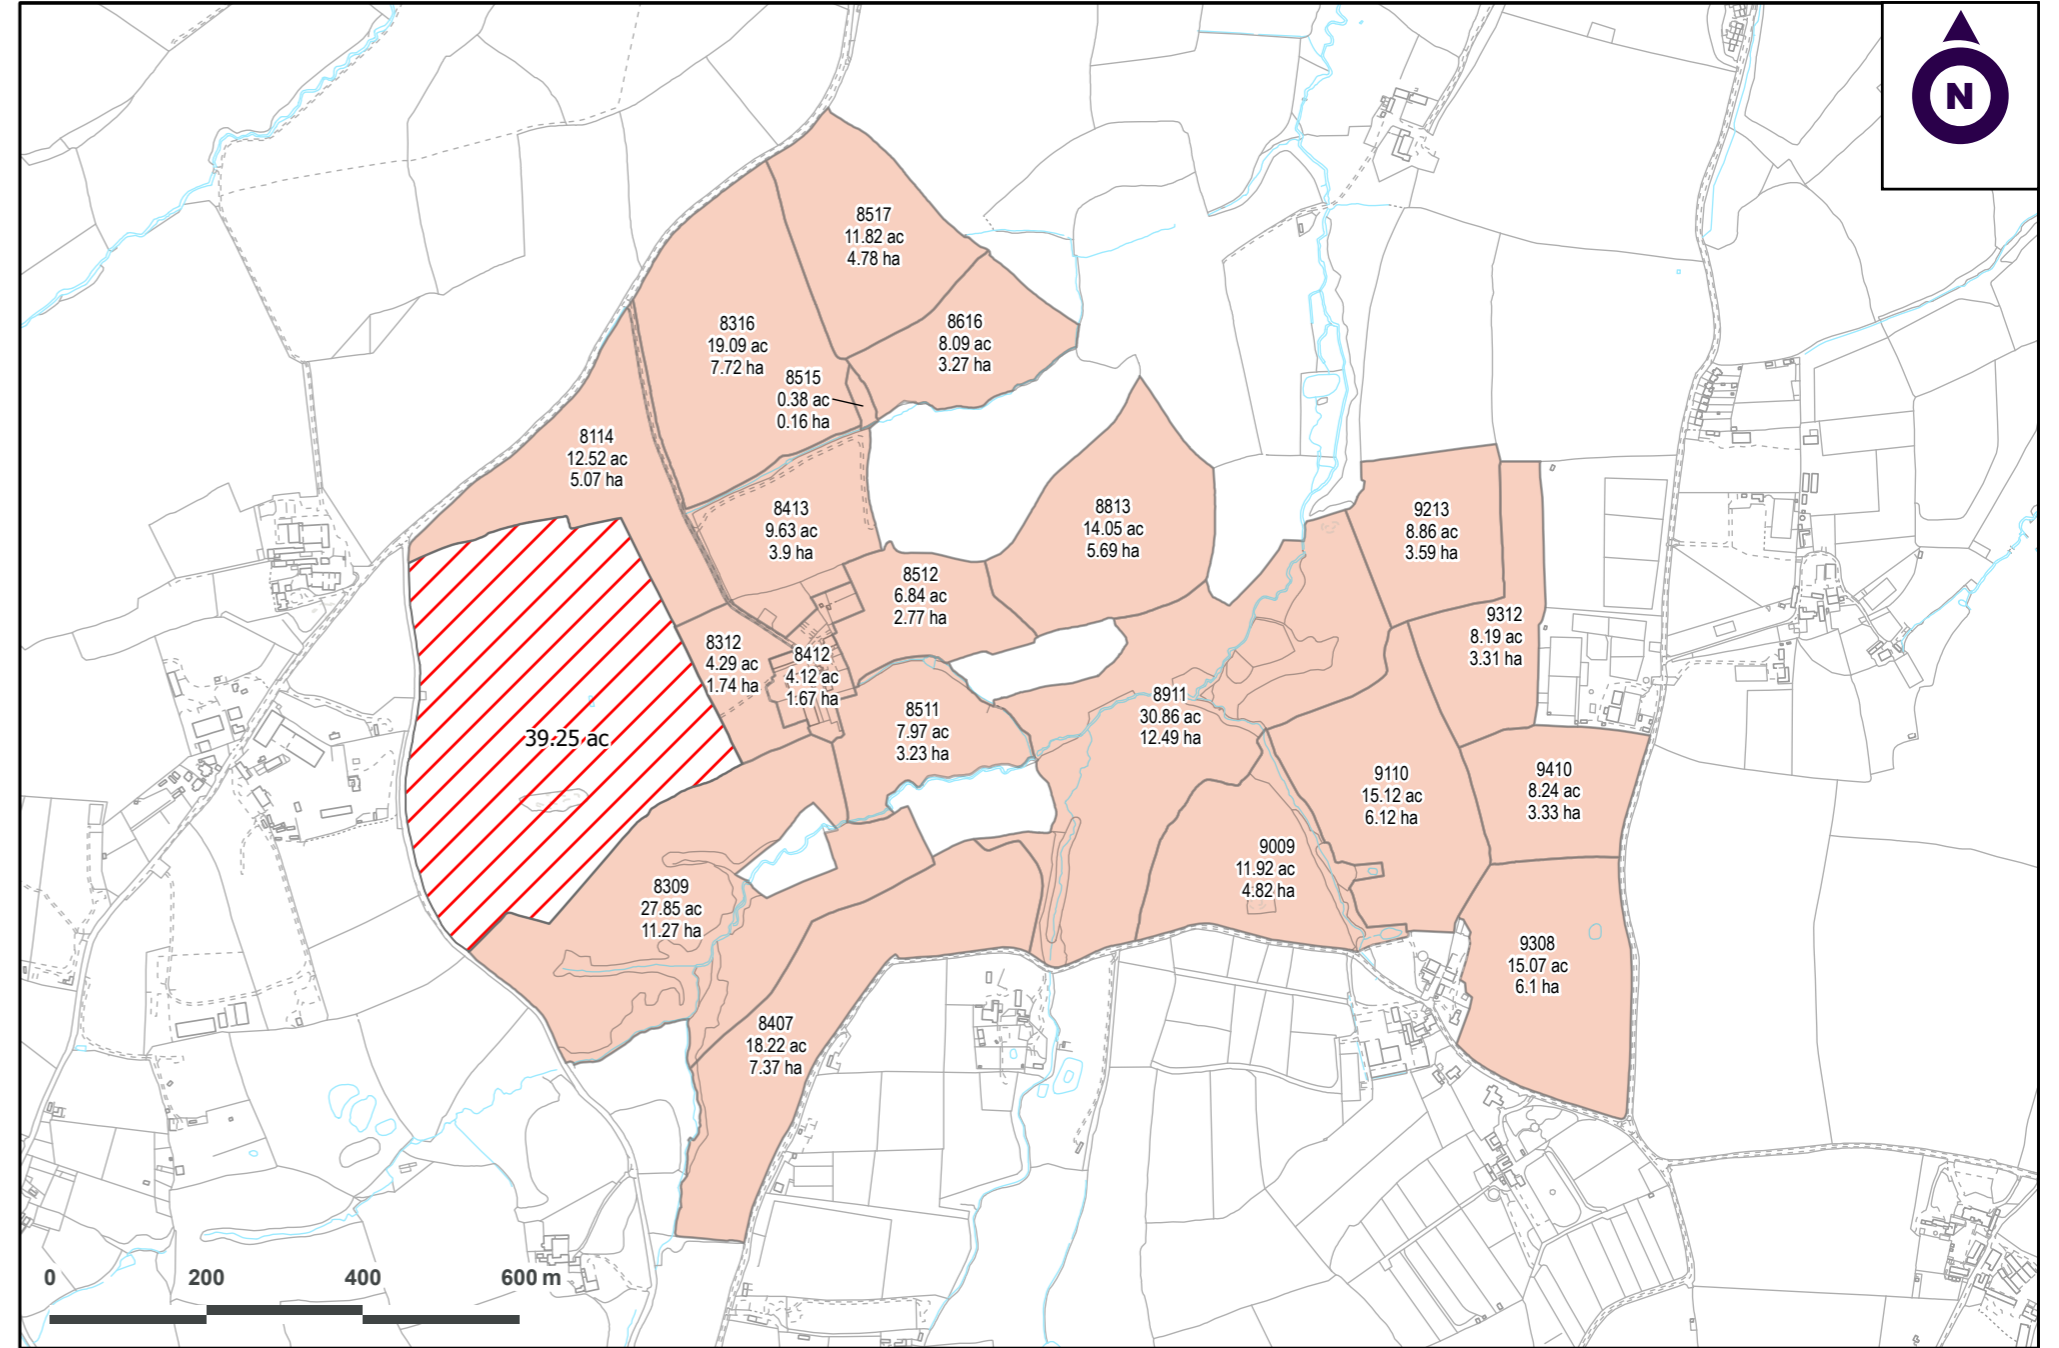 N
8517
11.82 ac
4.78 ha
8316
19.09 ac
7.72 ha
8616
8.09 ac
3.27 ha
8515
0.38 ac
0.16 ha
8114
12.52 ac
5.07 ha
8413
9.63 ac
3.9 ha
8813
14.05 ac
5.69 ha
9213
8.86 ac
3.59 ha
8512
6.84 ac
2.77 ha
9312
8.19 ac
3.31 ha
8312
4.29 ac
1.74 ha
8412
4.12 ac
1.67 ha
8911
30.86 ac
12.49 ha
8511
7.97 ac
3.23 ha
39.25 ac
9110
15.12 ac
6.12 ha
9410
8.24 ac
3.33 ha
9009
11.92 ac
4.82 ha
8309
27.85 ac
11.27 ha
9308
15.07 ac
6.1 ha
8407
18.22 ac
7.37 ha
0 200 400 600 m